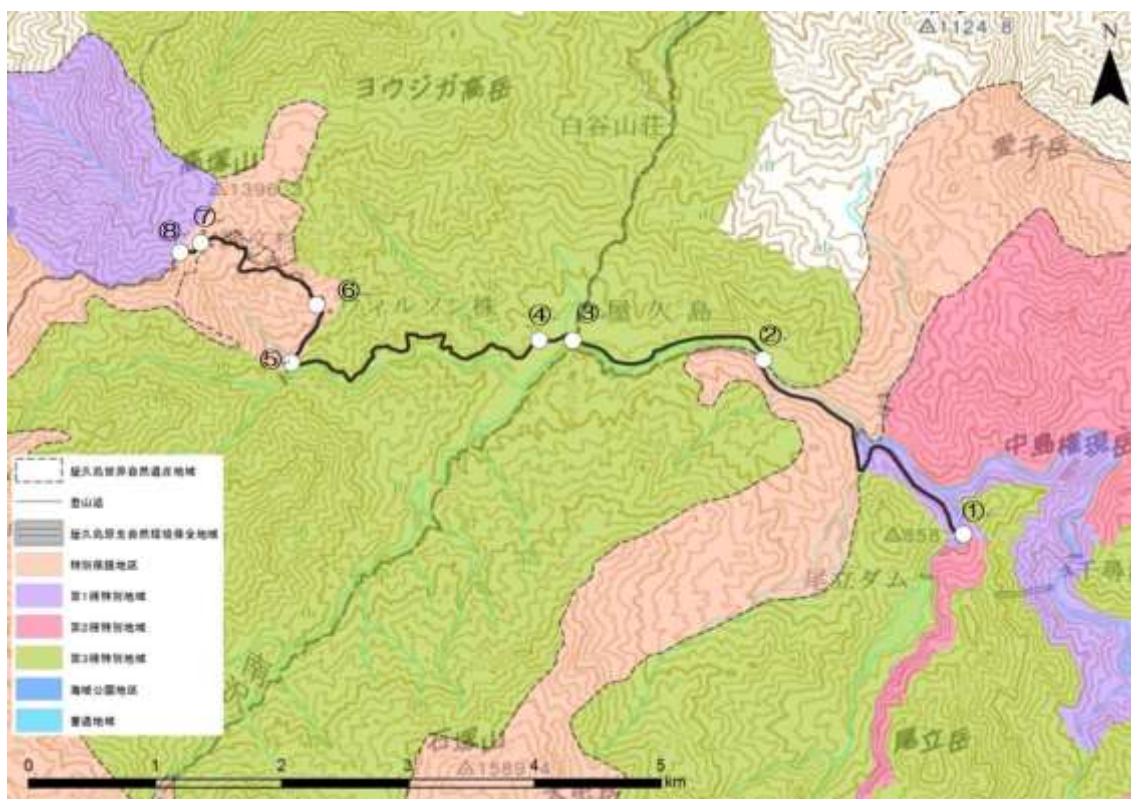 △1124 8
N
ヨウジガ高岳
白谷山荘
愛子岳
高塚山
△1396
⑦
⑧
⑥
ウィルソン株
④
③
屋久島
②
⑤
中島権現岳
①
△858
尾立ダム
千尋
尾立岳
石塚山
△1589 4
屋久島世界自然遺産地域
登山道
屋久島原生自然環境保全地域
特別保護地区
第1種特別地域
第2種特別地域
第3種特別地域
海域公園地区
普通地域
0 1 2 3 4 5
km